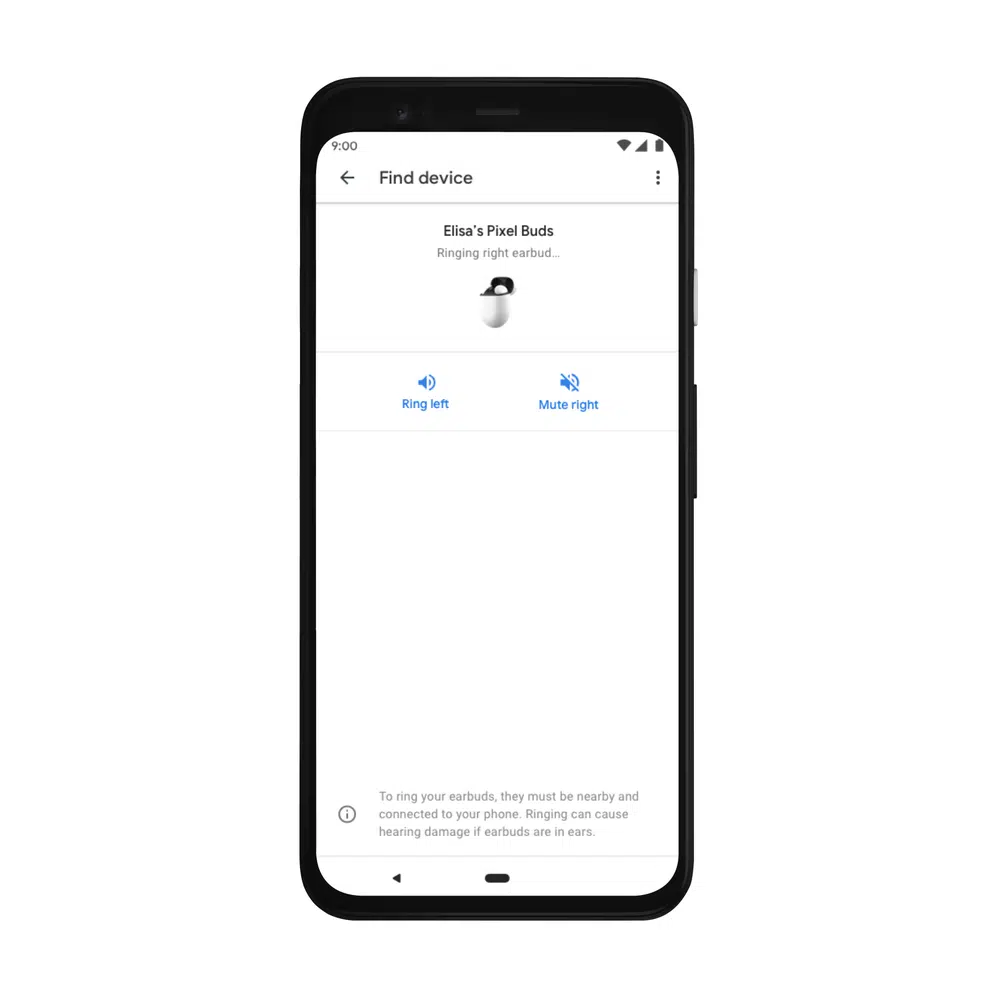 9:00
Find device
Elisa’s Pixel Buds
Ringing right earbud...
Ring left
Mute right
To ring your earbuds, they must be nearby and
connected to your phone. Ringing can cause
hearing damage if earbuds are in ears.